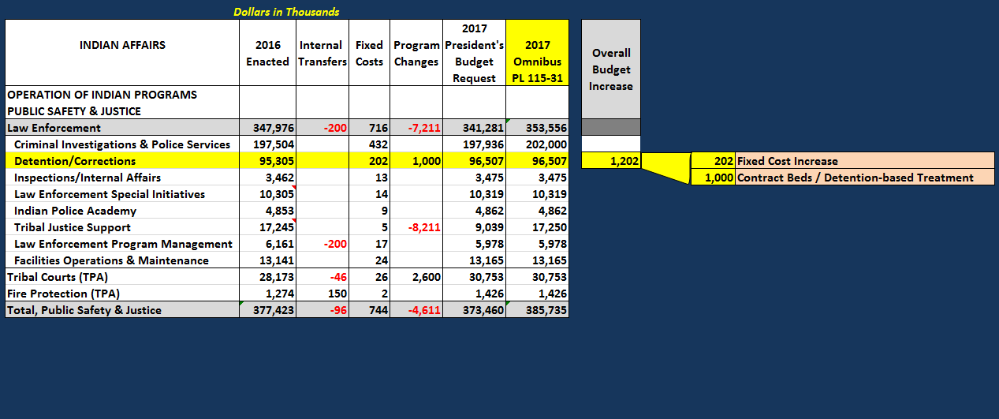 Dollars in Thousands
INDIAN AFFAIRS 2016 Enacted Internal Transfers Fixed Costs Program Changes 2017 President's Budget Request 2017 Omnibus PL 115-31 Overall Budget Increase
OPERATION OF INDIAN PROGRAMS
PUBLIC SAFETY & JUSTICE
Law Enforcement 347,976 -200 716 -7,211 341,281 353,556
Criminal Investigations & Police Services 197,504 432 197,936 202,000
Detention/Corrections 95,305 202 1,000 96,507 96,507 1,202 202 Fixed Cost Increase
Inspections/Internal Affairs 3,462 13 3,475 3,475 1,000 Contract Beds / Detention-based Treatment
Law Enforcement Special Initiatives 10,305 14 10,319 10,319
Indian Police Academy 4,853 9 4,862 4,862
Tribal Justice Support 17,245 5 -8,211 9,039 17,250
Law Enforcement Program Management 6,161 -200 17 5,978 5,978
Facilities Operations & Maintenance 13,141 24 13,165 13,165
Tribal Courts (TPA) 28,173 -46 26 2,600 30,753 30,753
Fire Protection (TPA) 1,274 150 2 1,426 1,426
Total, Public Safety & Justice 377,423 -96 744 -4,611 373,460 385,735